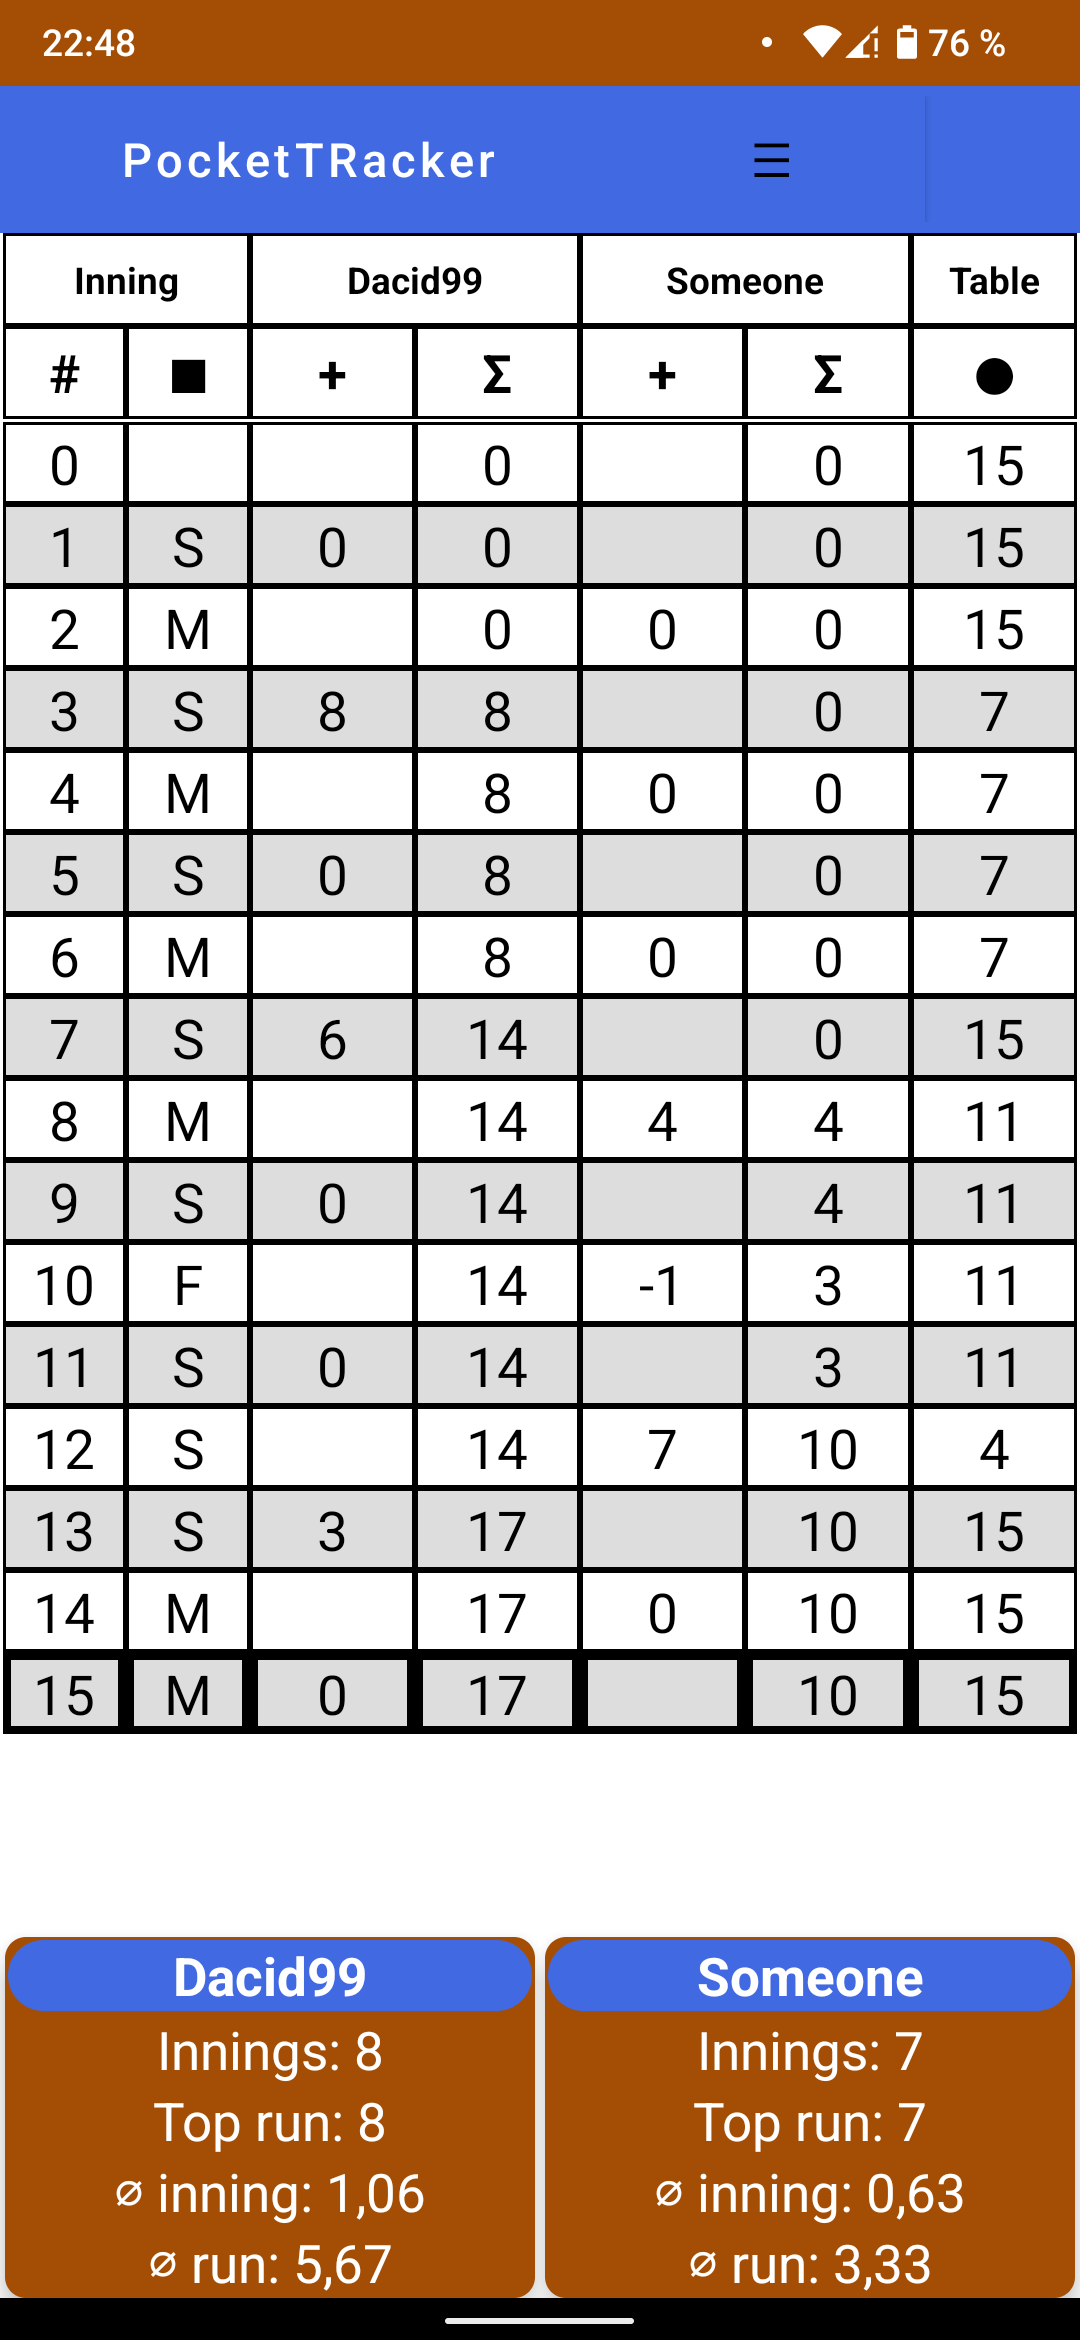 22:48 76 %
PocketTRacker ☰
Inning Dacid99 Someone Table
# ■ + Σ + Σ ●
0 0 0 15
1 S 0 0 0 15
2 M 0 0 0 15
3 S 8 8 0 7
4 M 8 0 0 7
5 S 0 8 0 7
6 M 8 0 0 7
7 S 6 14 0 15
8 M 14 4 4 11
9 S 0 14 4 11
10 F 14 -1 3 11
11 S 0 14 3 11
12 S 14 7 10 4
13 S 3 17 10 15
14 M 17 0 10 15
15 M 0 17 10 15
Dacid99
Innings: 8
Top run: 8
∅ inning: 1,06
∅ run: 5,67
Someone
Innings: 7
Top run: 7
∅ inning: 0,63
∅ run: 3,33